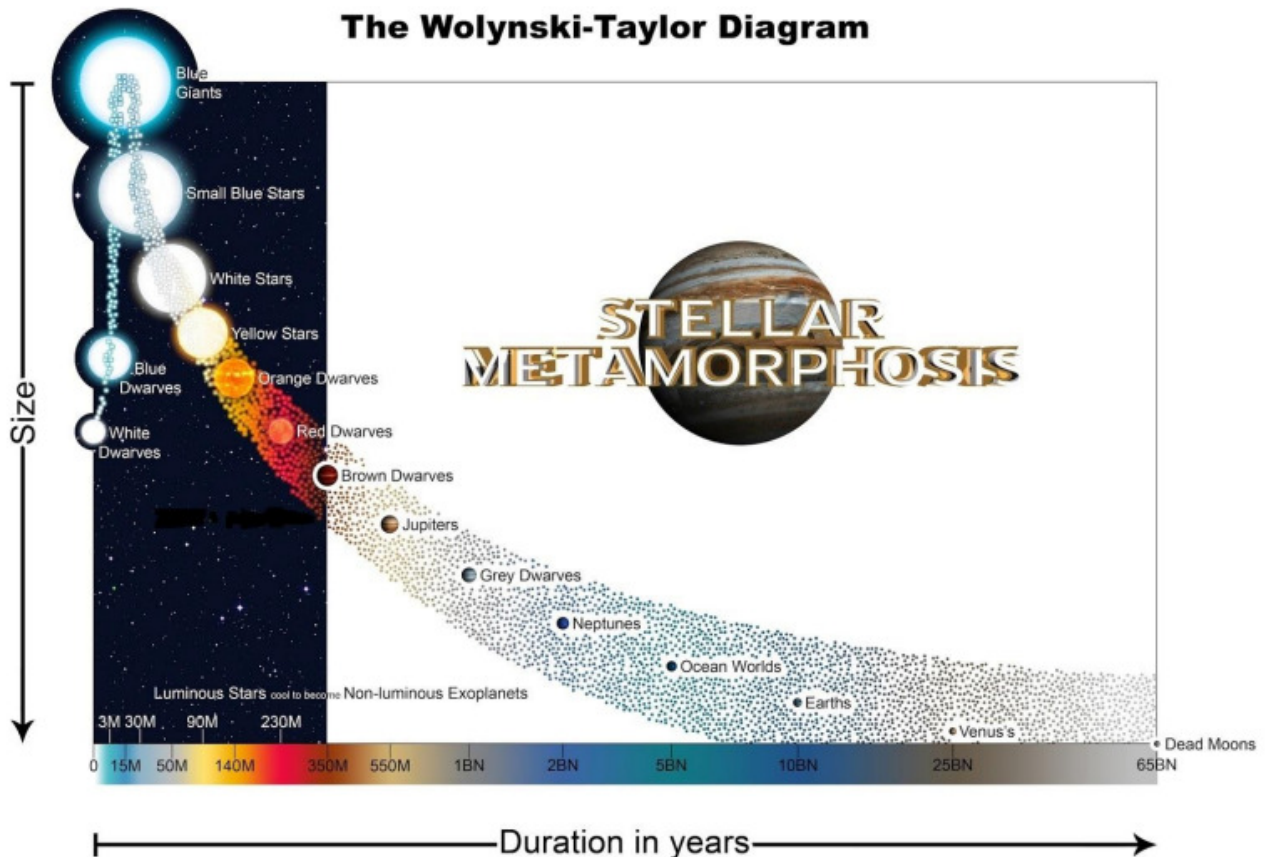 The Wolynski-Taylor Diagram
Blue
Giants
Small Blue Stars
White Stars
Yellow Stars
Blue
Dwarves
Orange Dwarves
White
Dwarves
Red Dwarves
Brown Dwarves
Jupiters
Grey Dwarves
Neptunes
Ocean Worlds
Earths
Venus's
Dead Moons
STELLAR
METAMORPHOSIS
Size
Luminous Stars cool to become Non-luminous Exoplanets
3M 30M 90M 230M
0 15M 50M 140M 350M 550M 1BN 2BN 5BN 10BN 25BN 65BN
Duration in years